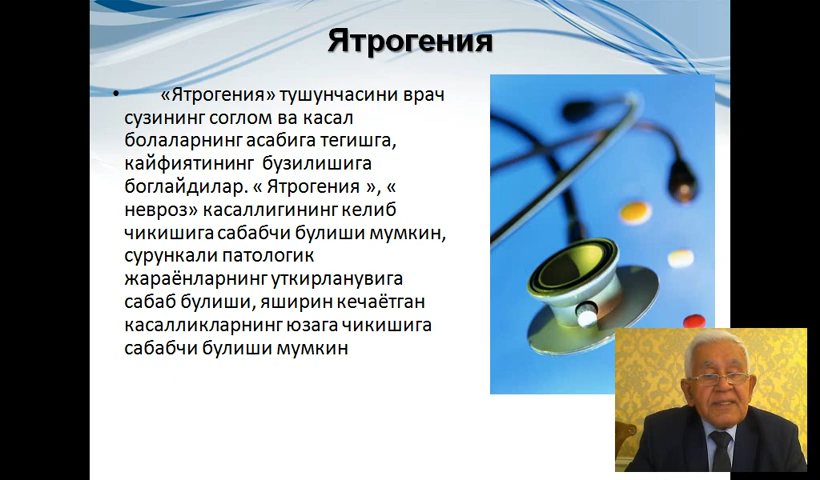 Ятрогения
• «Ятрогения» тушунчасини врач
сузининг соглом ва касал
болаларнинг асабига тегишга,
кайфиятининг бузилишига
боглайдилар. « Ятрогения », «
невроз» касаллигининг келиб
чикишига сабабчи булиши мумкин,
сурункали патологик
жараёнларнинг уткирланувига
сабаб булиши, яширин кечаётган
касалликларнинг юзага чикишига
сабабчи булиши мумкин